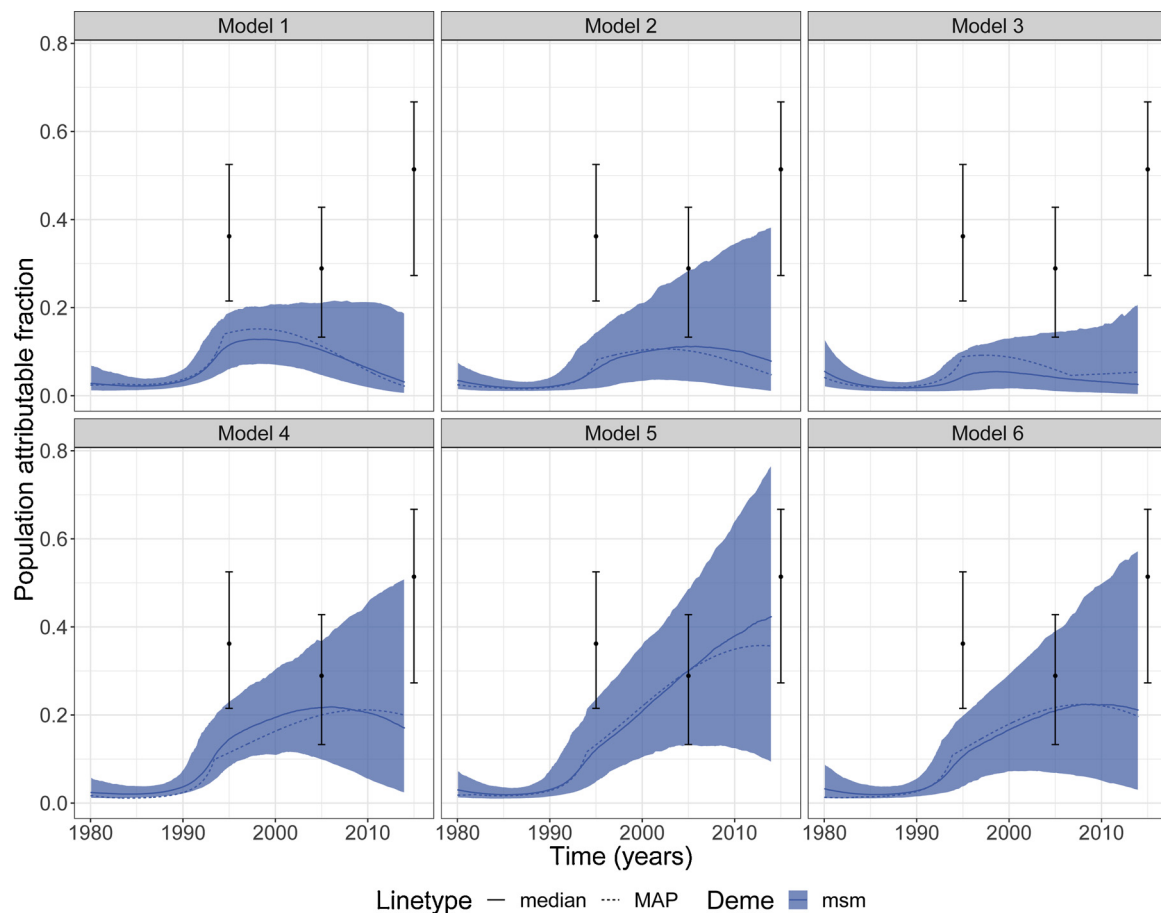 Model 1
Model 2
Model 3
0.8
0.6
0.4
0.2
0.0
Model 4
Model 5
Model 6
0.8
0.6
0.4
0.2
0.0
Population attributable fraction
1980 1990 2000 2010
1980 1990 2000 2010
1980 1990 2000 2010
Time (years)
Linetype median MAP Deme msm